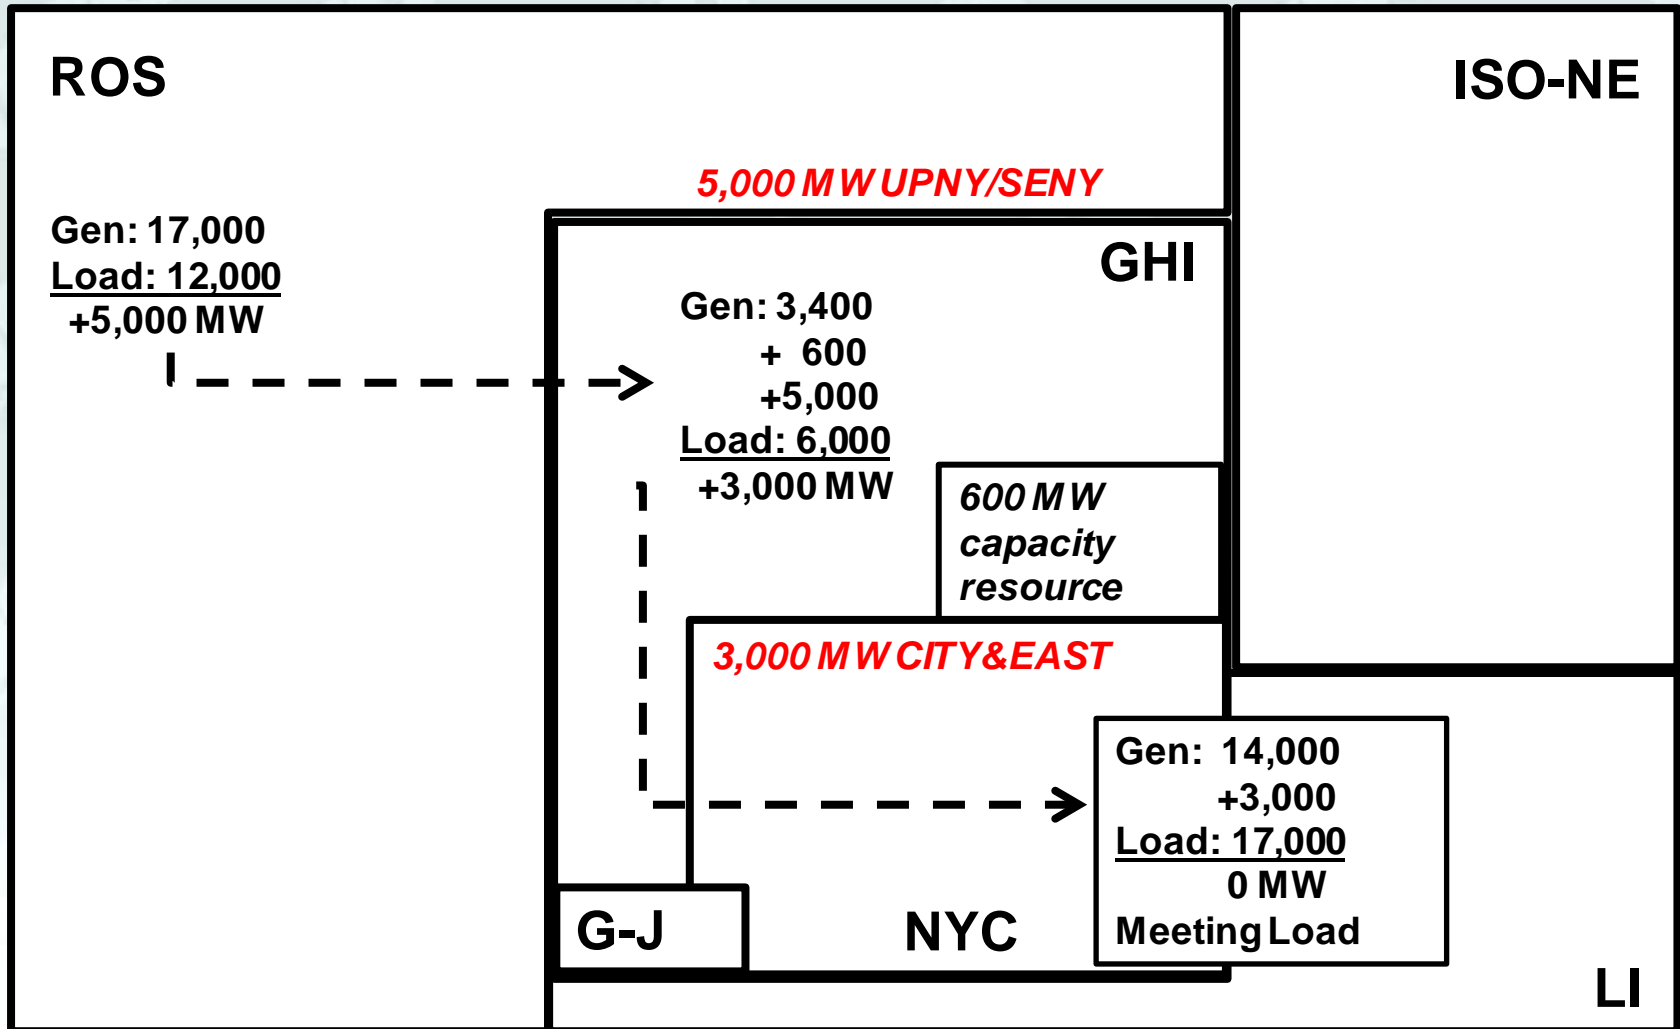 ROS
ISO-NE
5,000 MW UPNY/SENY
Gen: 17,000
Load: 12,000
+5,000 MW
GHI
Gen: 3,400
+ 600
+5,000
Load: 6,000
+3,000 MW
600 MW
capacity
resource
3,000 MW CITY&EAST
Gen: 14,000
+3,000
Load: 17,000
0 MW
Meeting Load
G-J
NYC
LI